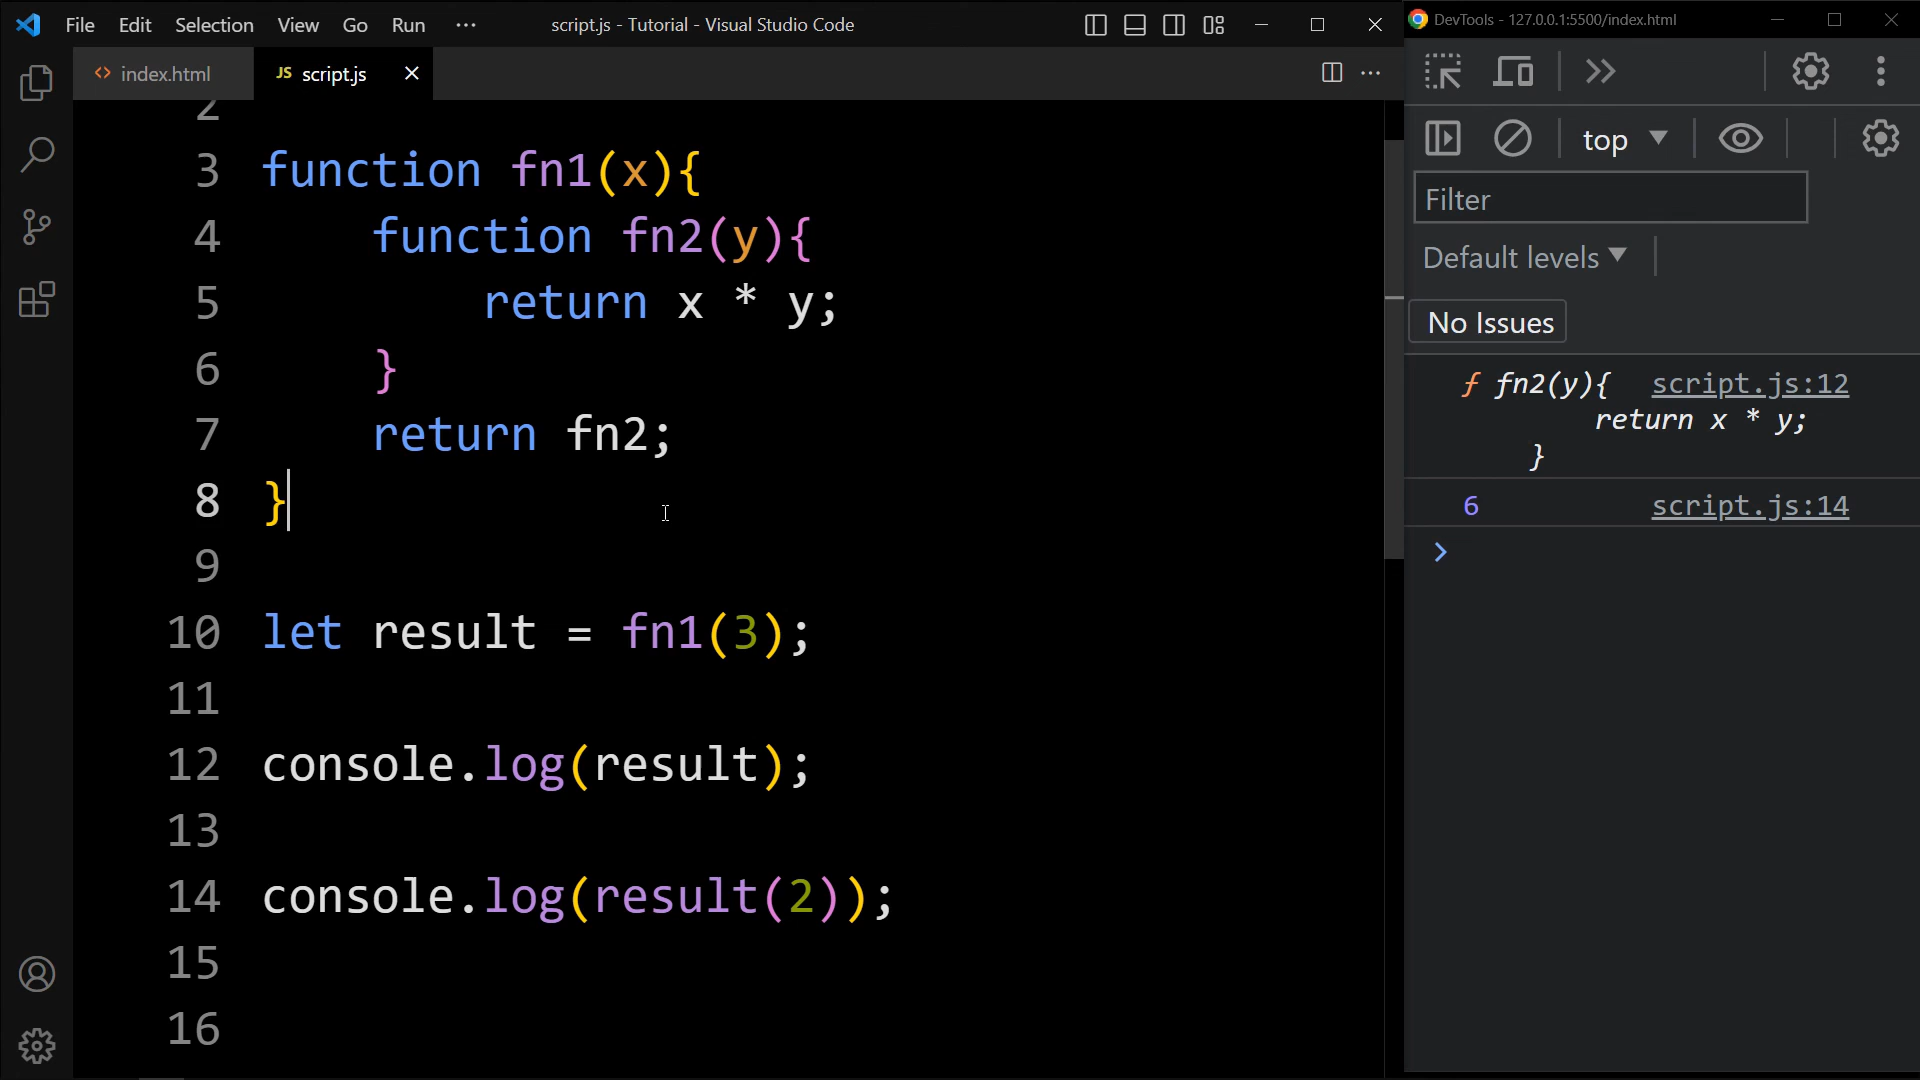 File Edit Selection View Go Run ··· script.js - Tutorial - Visual Studio Code
<> index.html JS script.js
2
3 function fn1(x){
4 function fn2(y){
5 return x * y;
6 }
7 return fn2;
8 }
9
10 let result = fn1(3);
11
12 console.log(result);
13
14 console.log(result(2));
15
16
DevTools - 127.0.0.1:5500/index.html
top
Filter
Default levels
No Issues
ƒ fn2(y){ script.js:12
return x * y;
}
6 script.js:14